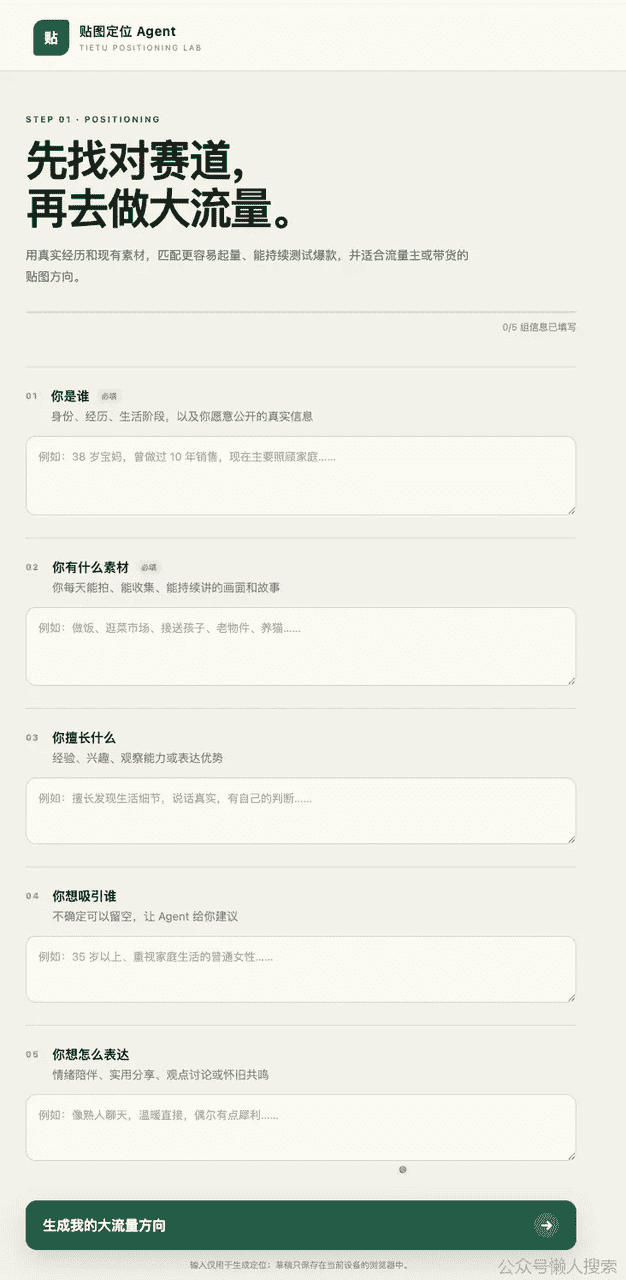 贴
贴图定位 Agent
TIETU POSITIONING LAB
STEP 01 · POSITIONING
先找对赛道，
再去做大流量。
用真实经历和现有素材，匹配更容易起量、能持续测试爆款，并适合流量主或带货的
贴图方向。
0/5 组信息已填写
01 你是谁 必填
身份、经历、生活阶段，以及你愿意公开的真实信息
例如：38 岁宝妈，曾做过 10 年销售，现在主要照顾家庭……
02 你有什么素材 必填
你每天能拍、能收集、能持续讲的画面和故事
例如：做饭、逛菜市场、接送孩子、老物件、养猫……
03 你擅长什么
经验、兴趣、观察能力或表达优势
例如：擅长发现生活细节，说话真实，有自己的判断……
04 你想吸引谁
不确定可以留空，让 Agent 给你建议
例如：35 岁以上、重视家庭生活的普通女性……
05 你想怎么表达
情绪陪伴、实用分享、观点讨论或怀旧共鸣
例如：像熟人聊天，温暖直接，偶尔有点犀利……
生成我的大流量方向
输入仅用于生成定位；草稿只保存在当前设备的浏览器中。
公众号懒人搜索